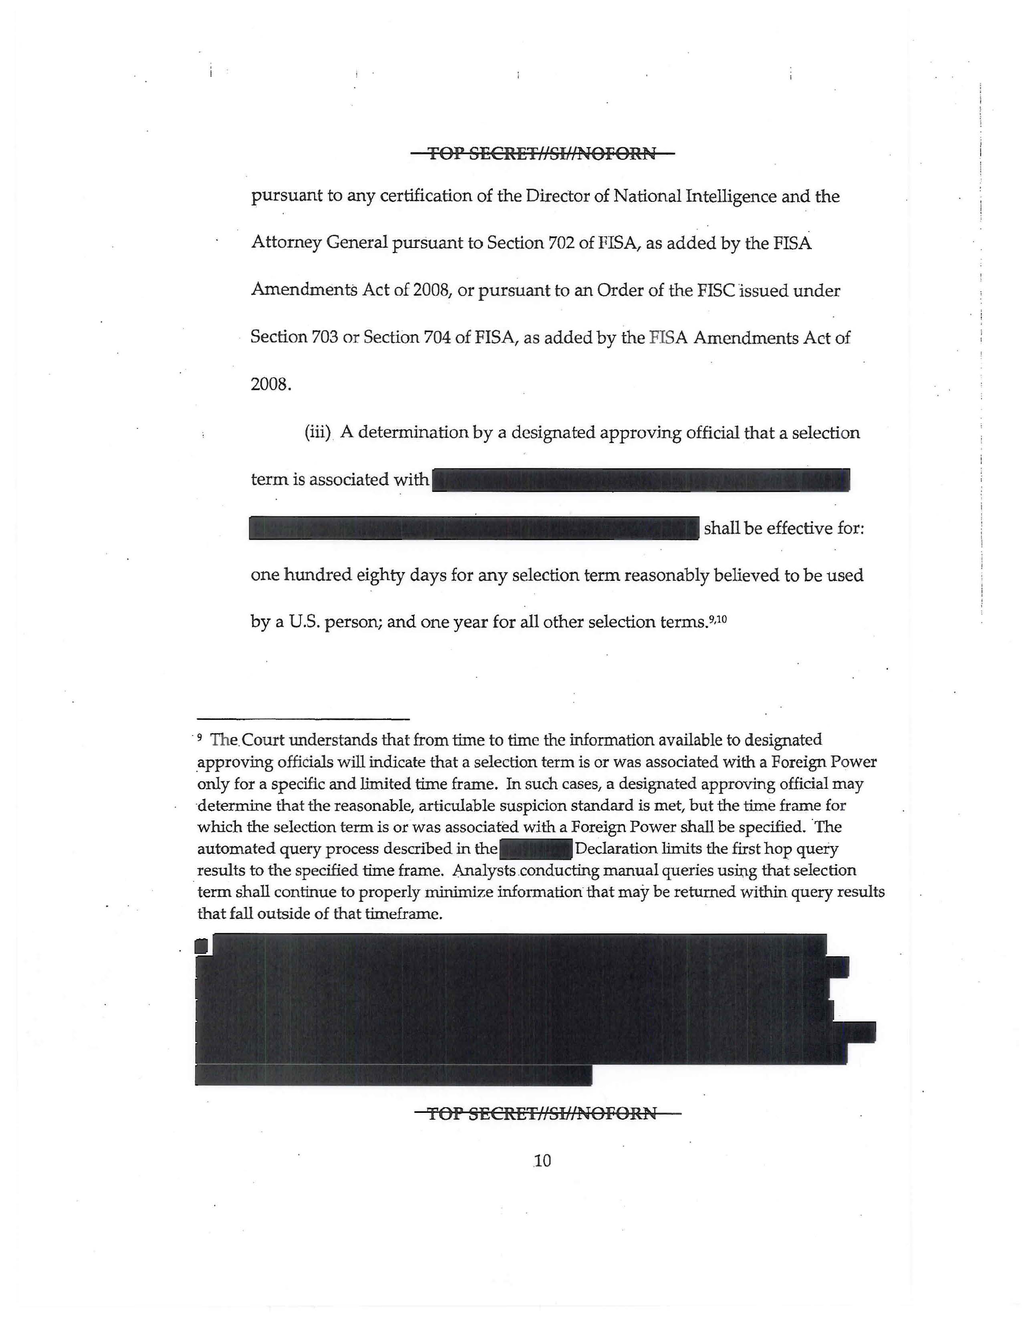 TOP SECRET//SI//NOFORN
pursuant to any certification of the Director of National Intelligence and the
Attorney General pursuant to Section 702 of FISA, as added by the FISA
Amendments Act of 2008, or pursuant to an Order of the FISC issued under
Section 703 or Section 704 of FISA, as added by the FISA Amendments Act of
2008.
(iii) A determination by a designated approving official that a selection
term is associated with
shall be effective for:
one hundred eighty days for any selection term reasonably believed to be used
by a U.S. person; and one year for all other selection terms.9,10
9 The Court understands that from time to time the information available to designated
approving officials will indicate that a selection term is or was associated with a Foreign Power
only for a specific and limited time frame. In such cases, a designated approving official may
determine that the reasonable, articulable suspicion standard is met, but the time frame for
which the selection term is or was associated with a Foreign Power shall be specified. The
automated query process described in the Declaration limits the first hop query
results to the specified time frame. Analysts conducting manual queries using that selection
term shall continue to properly minimize information that may be returned within query results
that fall outside of that timeframe.
TOP SECRET//SI//NOFORN
10